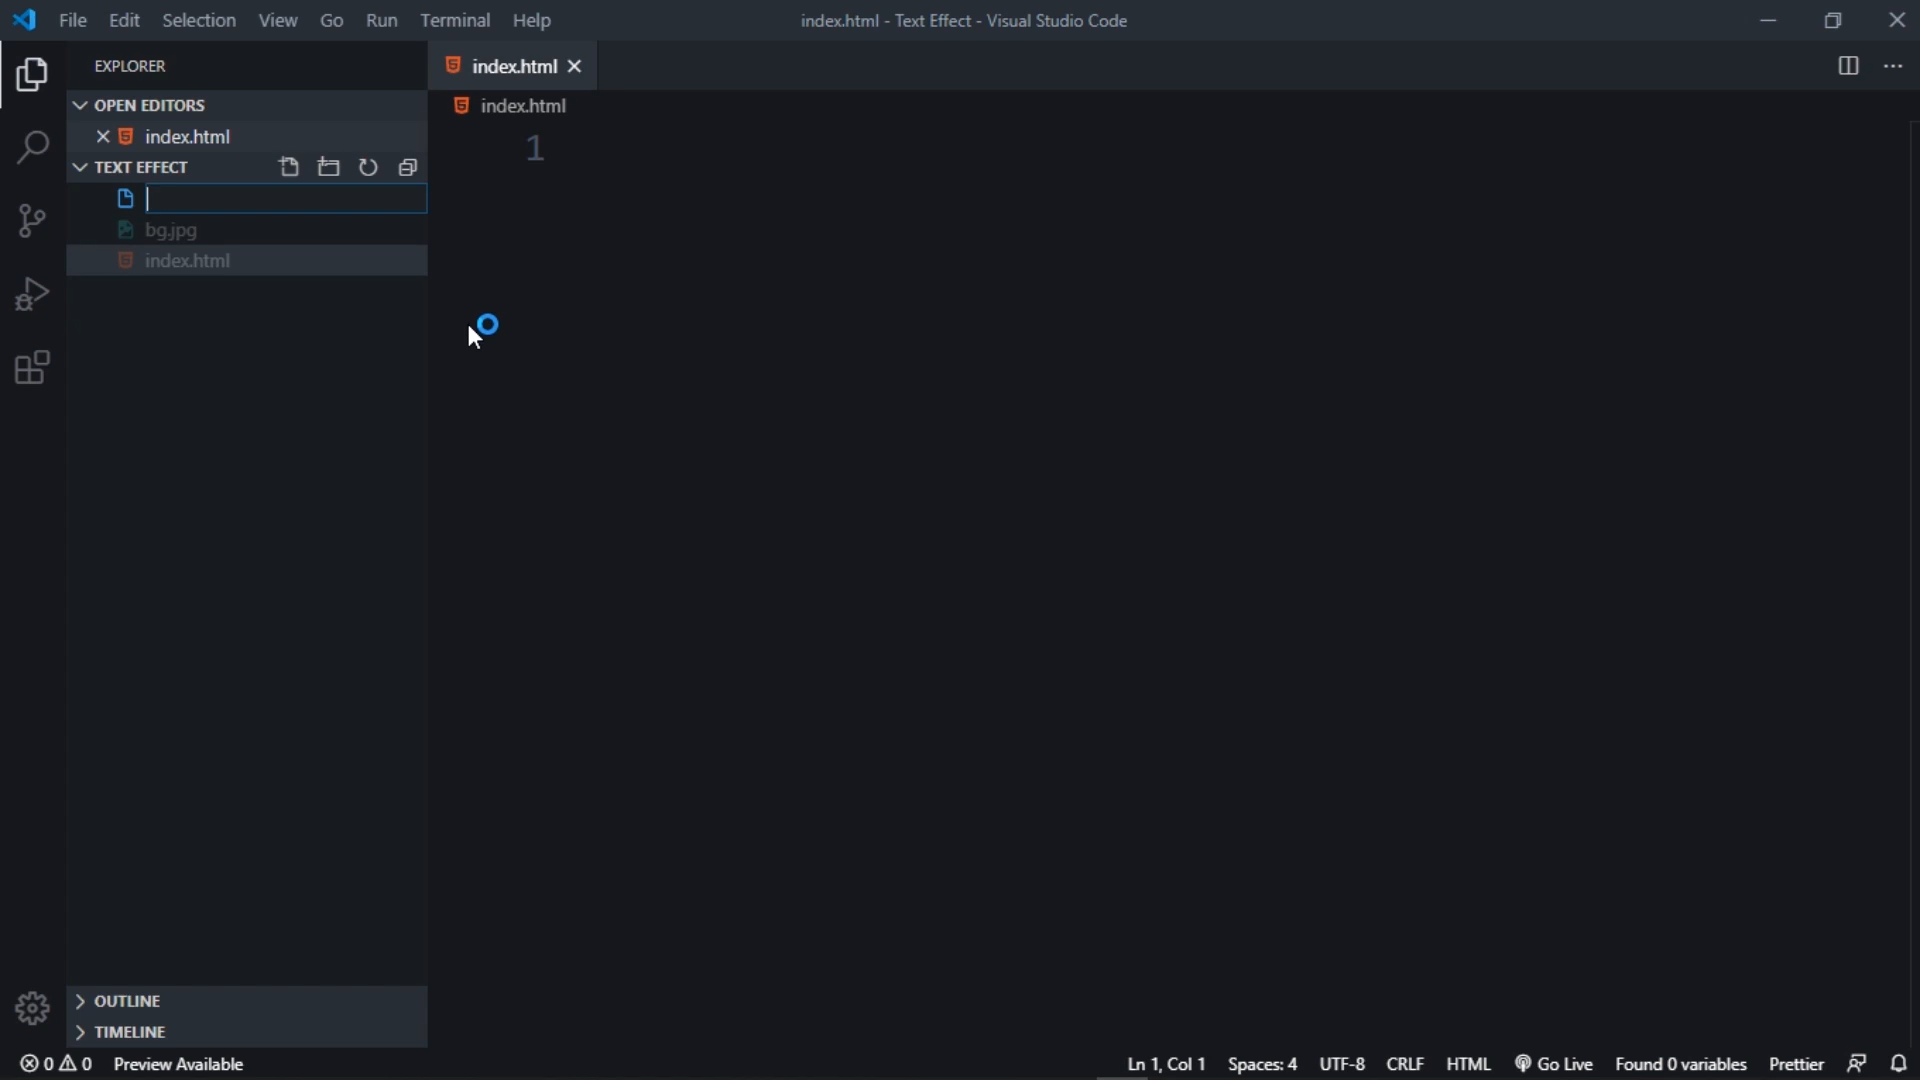 File Edit Selection View Go Run Terminal Help index.html - Text Effect - Visual Studio Code
EXPLORER
index.html
OPEN EDITORS
index.html
index.html
1
TEXT EFFECT
bg.jpg
index.html
OUTLINE
TIMELINE
0 0 Preview Available Ln 1, Col 1 Spaces: 4 UTF-8 CRLF HTML Go Live Found 0 variables Prettier